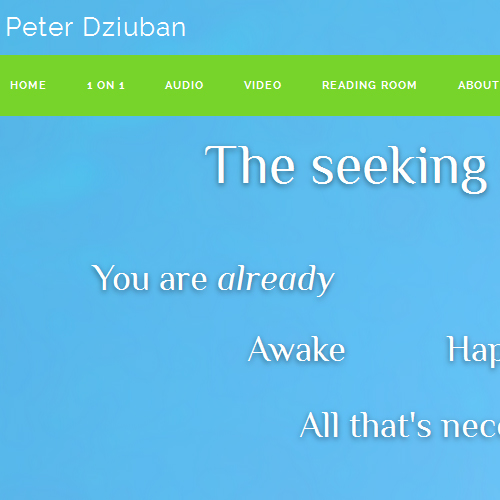 Peter Dziuban
HOME 1 ON 1 AUDIO VIDEO READING ROOM ABOUT
The seeking
You are already
Awake Hap
All that's nece